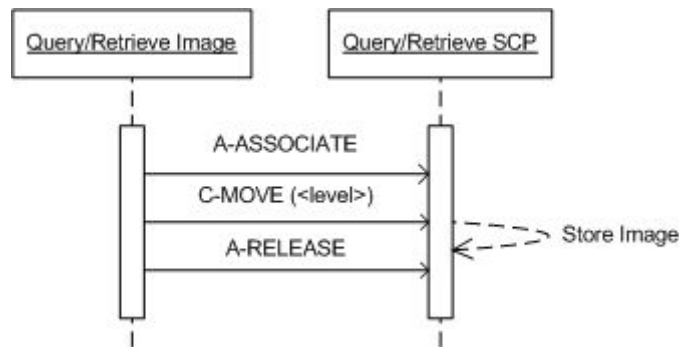 Query/Retrieve Image
Query/Retrieve SCP
A-ASSOCIATE
C-MOVE (<level>)
Store Image
A-RELEASE